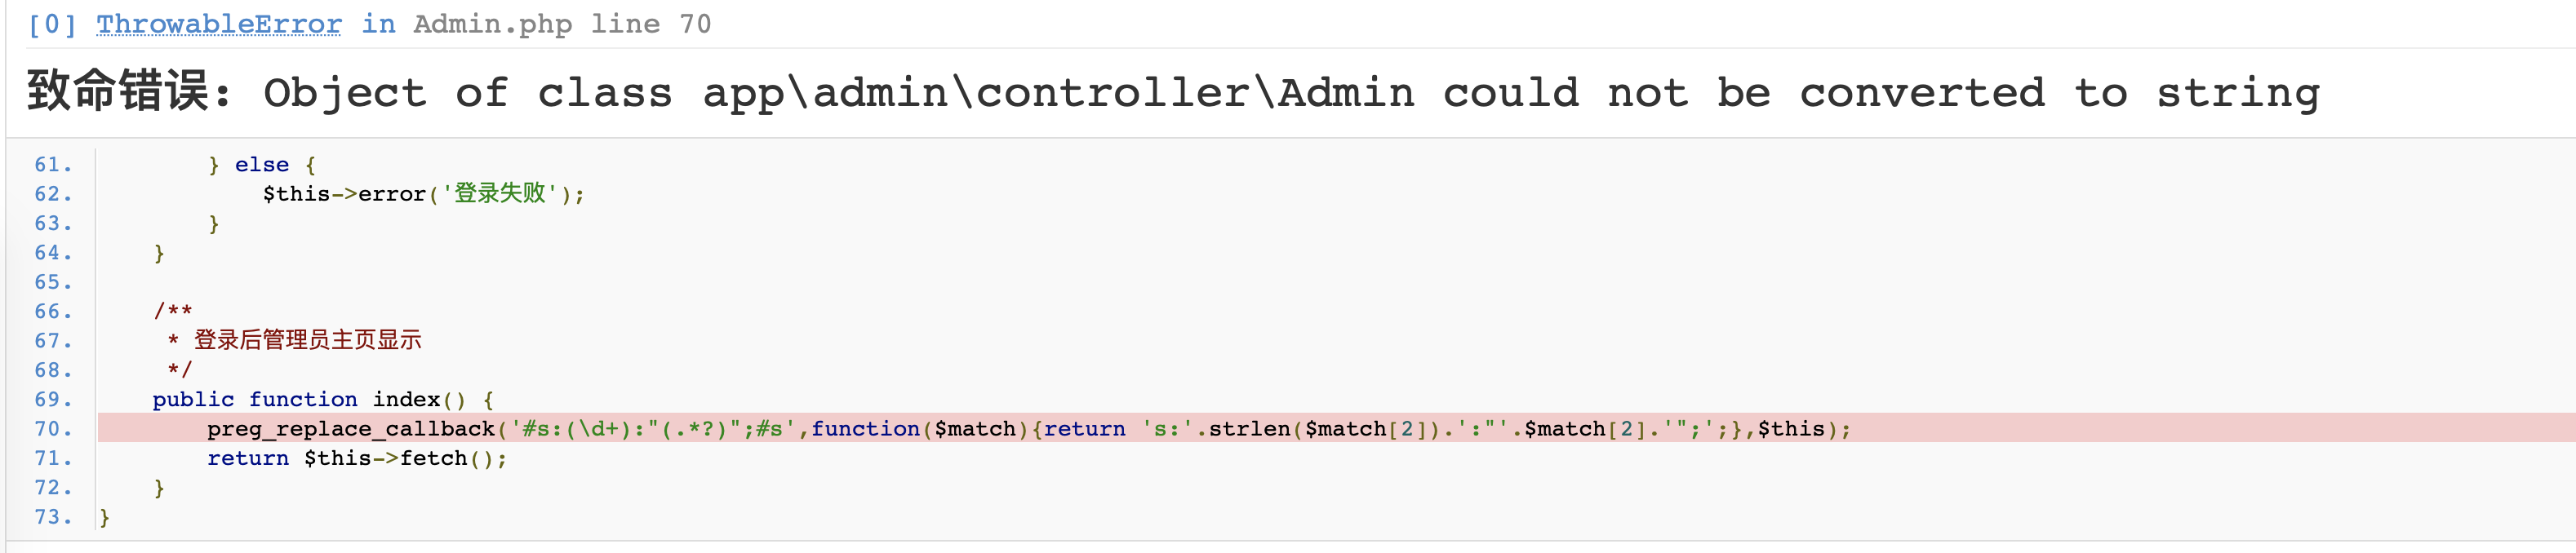 [0] ThrowableError in Admin.php line 70
致命错误: Object of class app\admin\controller\Admin could not be converted to string
61. } else {
62. $this->error('登录失败');
63. }
64. }
65.
66. /**
67. * 登录后管理员主页显示
68. */
69. public function index() {
70. preg_replace_callback('#s:(\d+):"(.*?)";#s',function($match){return 's:'.strlen($match[2]).':"'.$match[2].'";';},$this);
71. return $this->fetch();
72. }
73. }